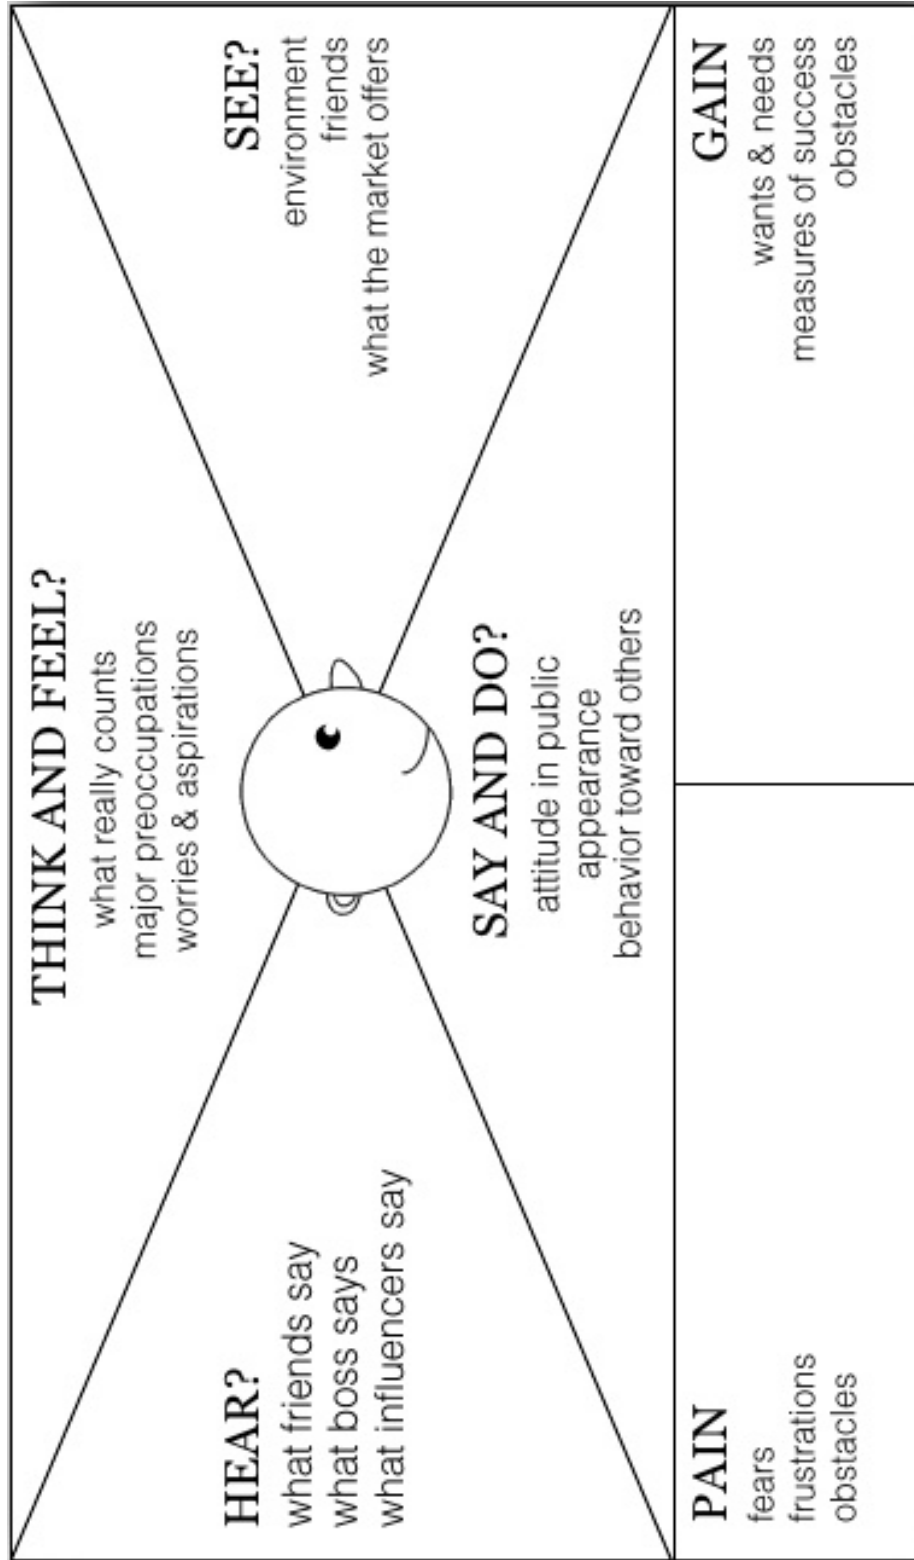 THINK AND FEEL?
what really counts
major preoccupations
worries & aspirations
HEAR?
what friends say
what boss says
what influencers say
SEE?
environment
friends
what the market offers
SAY AND DO?
attitude in public
appearance
behavior toward others
PAIN
fears
frustrations
obstacles
GAIN
wants & needs
measures of success
obstacles